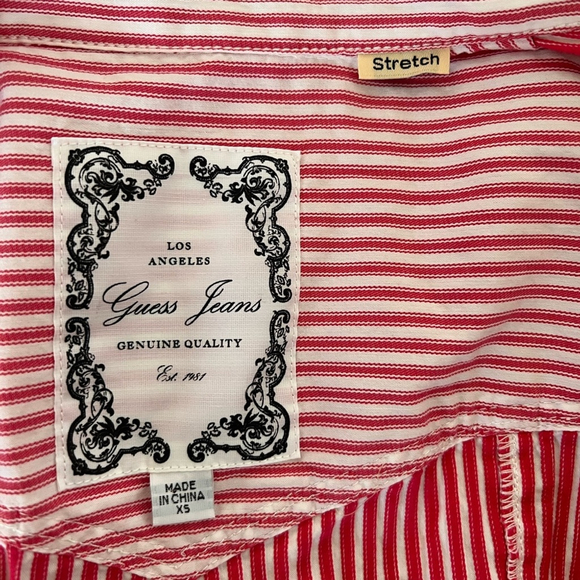 Stretch
LOS
ANGELES
Guess Jeans
GENUINE QUALITY
Est. 1981
MADE
IN CHINA
XS